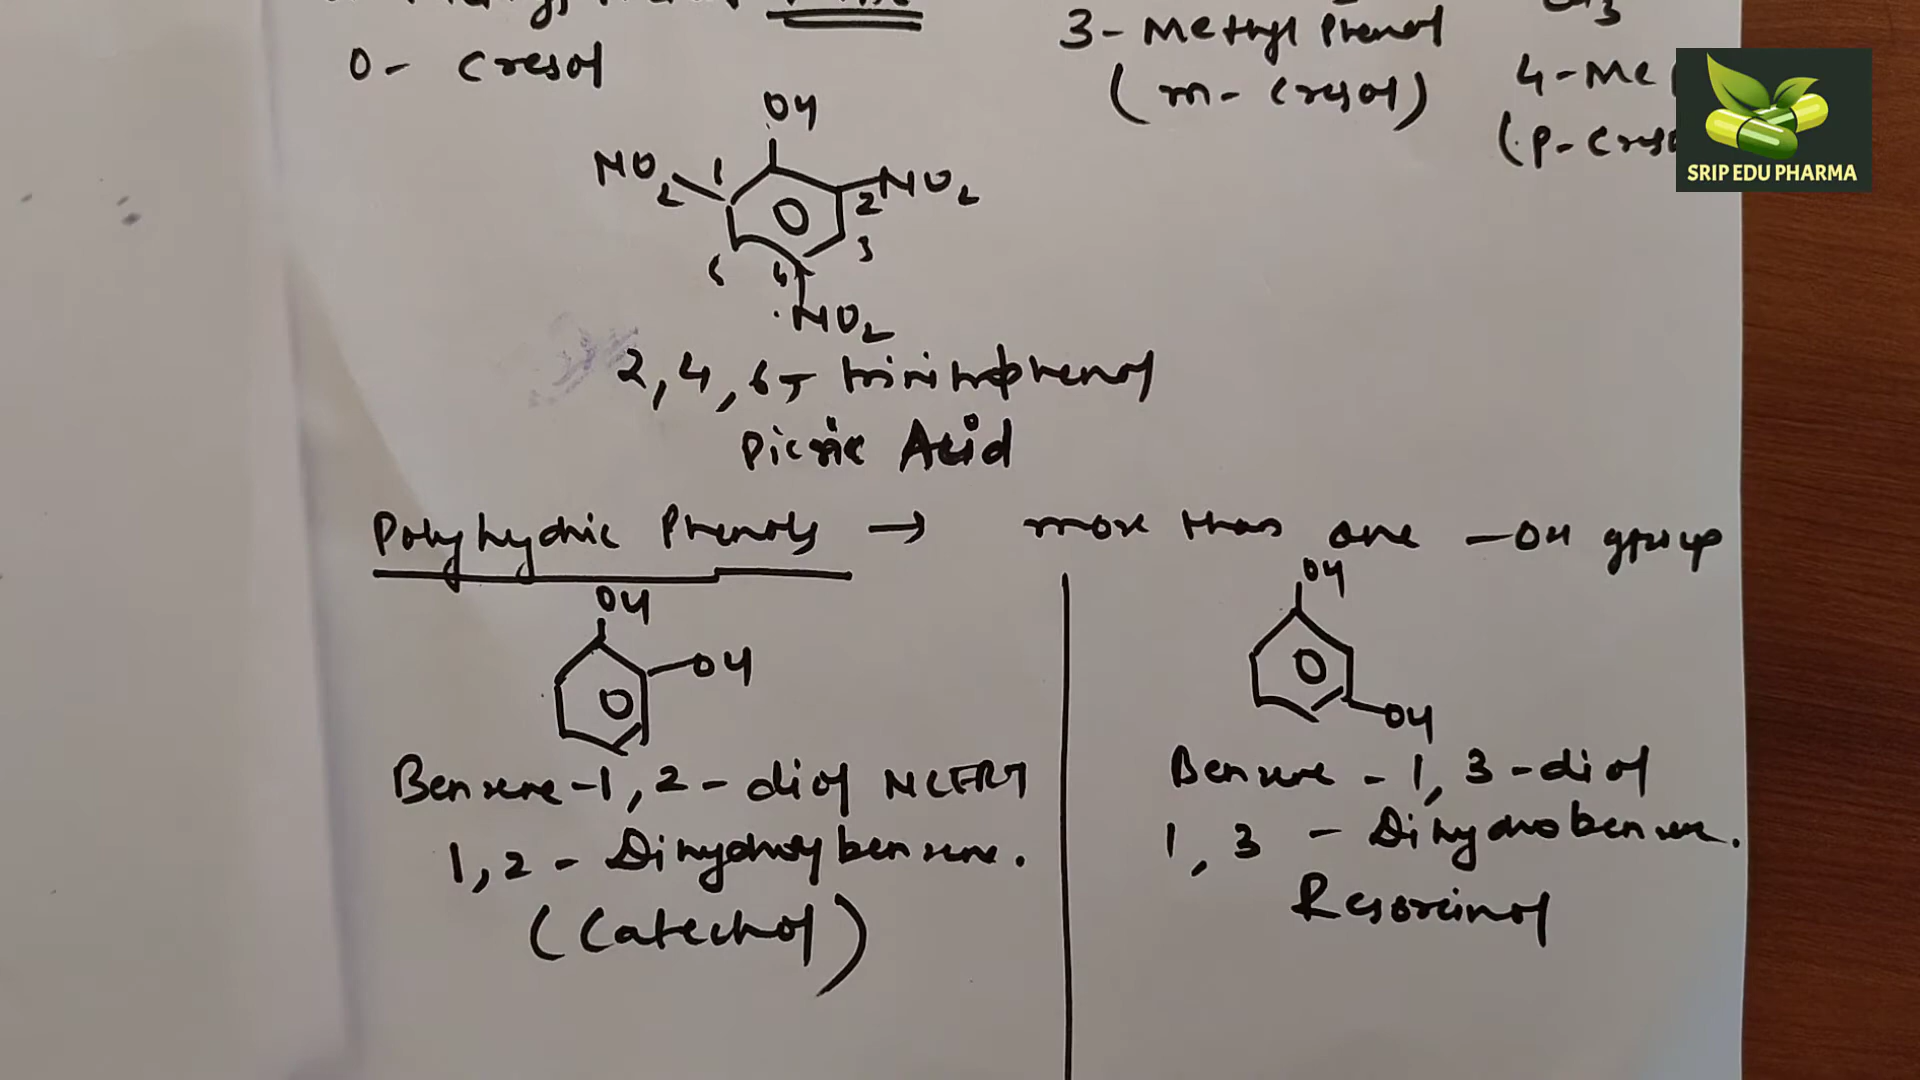 3- Methyl Phenol
CH3
O- Cresol
(m- Cresol)
4-Me
(P-Cres
SRIP EDU PHARMA
OH
NO2 1 NO2
2
3
6 4
NO2
2,4,6- trinitrophenol
Picric Acid
Polyhydric Phenols → more than one -OH group
OH
OH
Benzene-1,2-diol NCERT
1,2- Dihydroxybenzene.
(Catechol)
OH
OH
Benzene-1,3-diol
1,3 - Dihydrobenzene.
Resorcinol